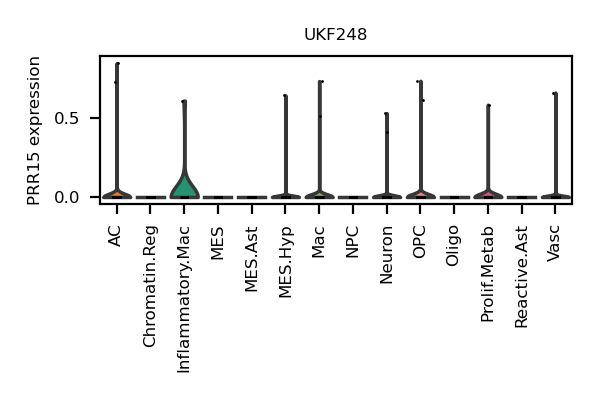 UKF248
PRR15 expression
0.5
0.0
AC
Chromatin.Reg
Inflammatory.Mac
MES
MES.Ast
MES.Hyp
Mac
NPC
Neuron
OPC
Oligo
Prolif.Metab
Reactive.Ast
Vasc